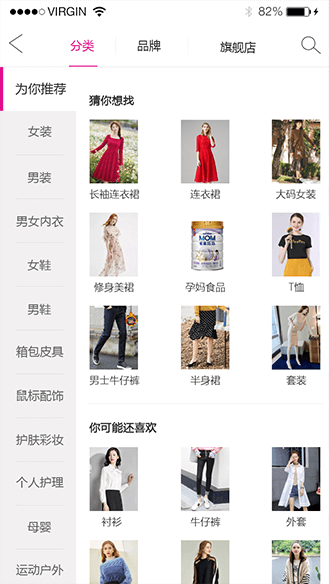 VIRGIN 82%
分类 品牌 旗舰店
为你推荐
女装
男装
男女内衣
女鞋
男鞋
箱包皮具
鼠标配饰
护肤彩妆
个人护理
母婴
运动户外
猜你想找
长袖连衣裙 连衣裙 大码女装
MOM
修身美裙 孕妈食品 T恤
男士牛仔裤 半身裙 套装
你可能还喜欢
衬衫 牛仔裤 外套